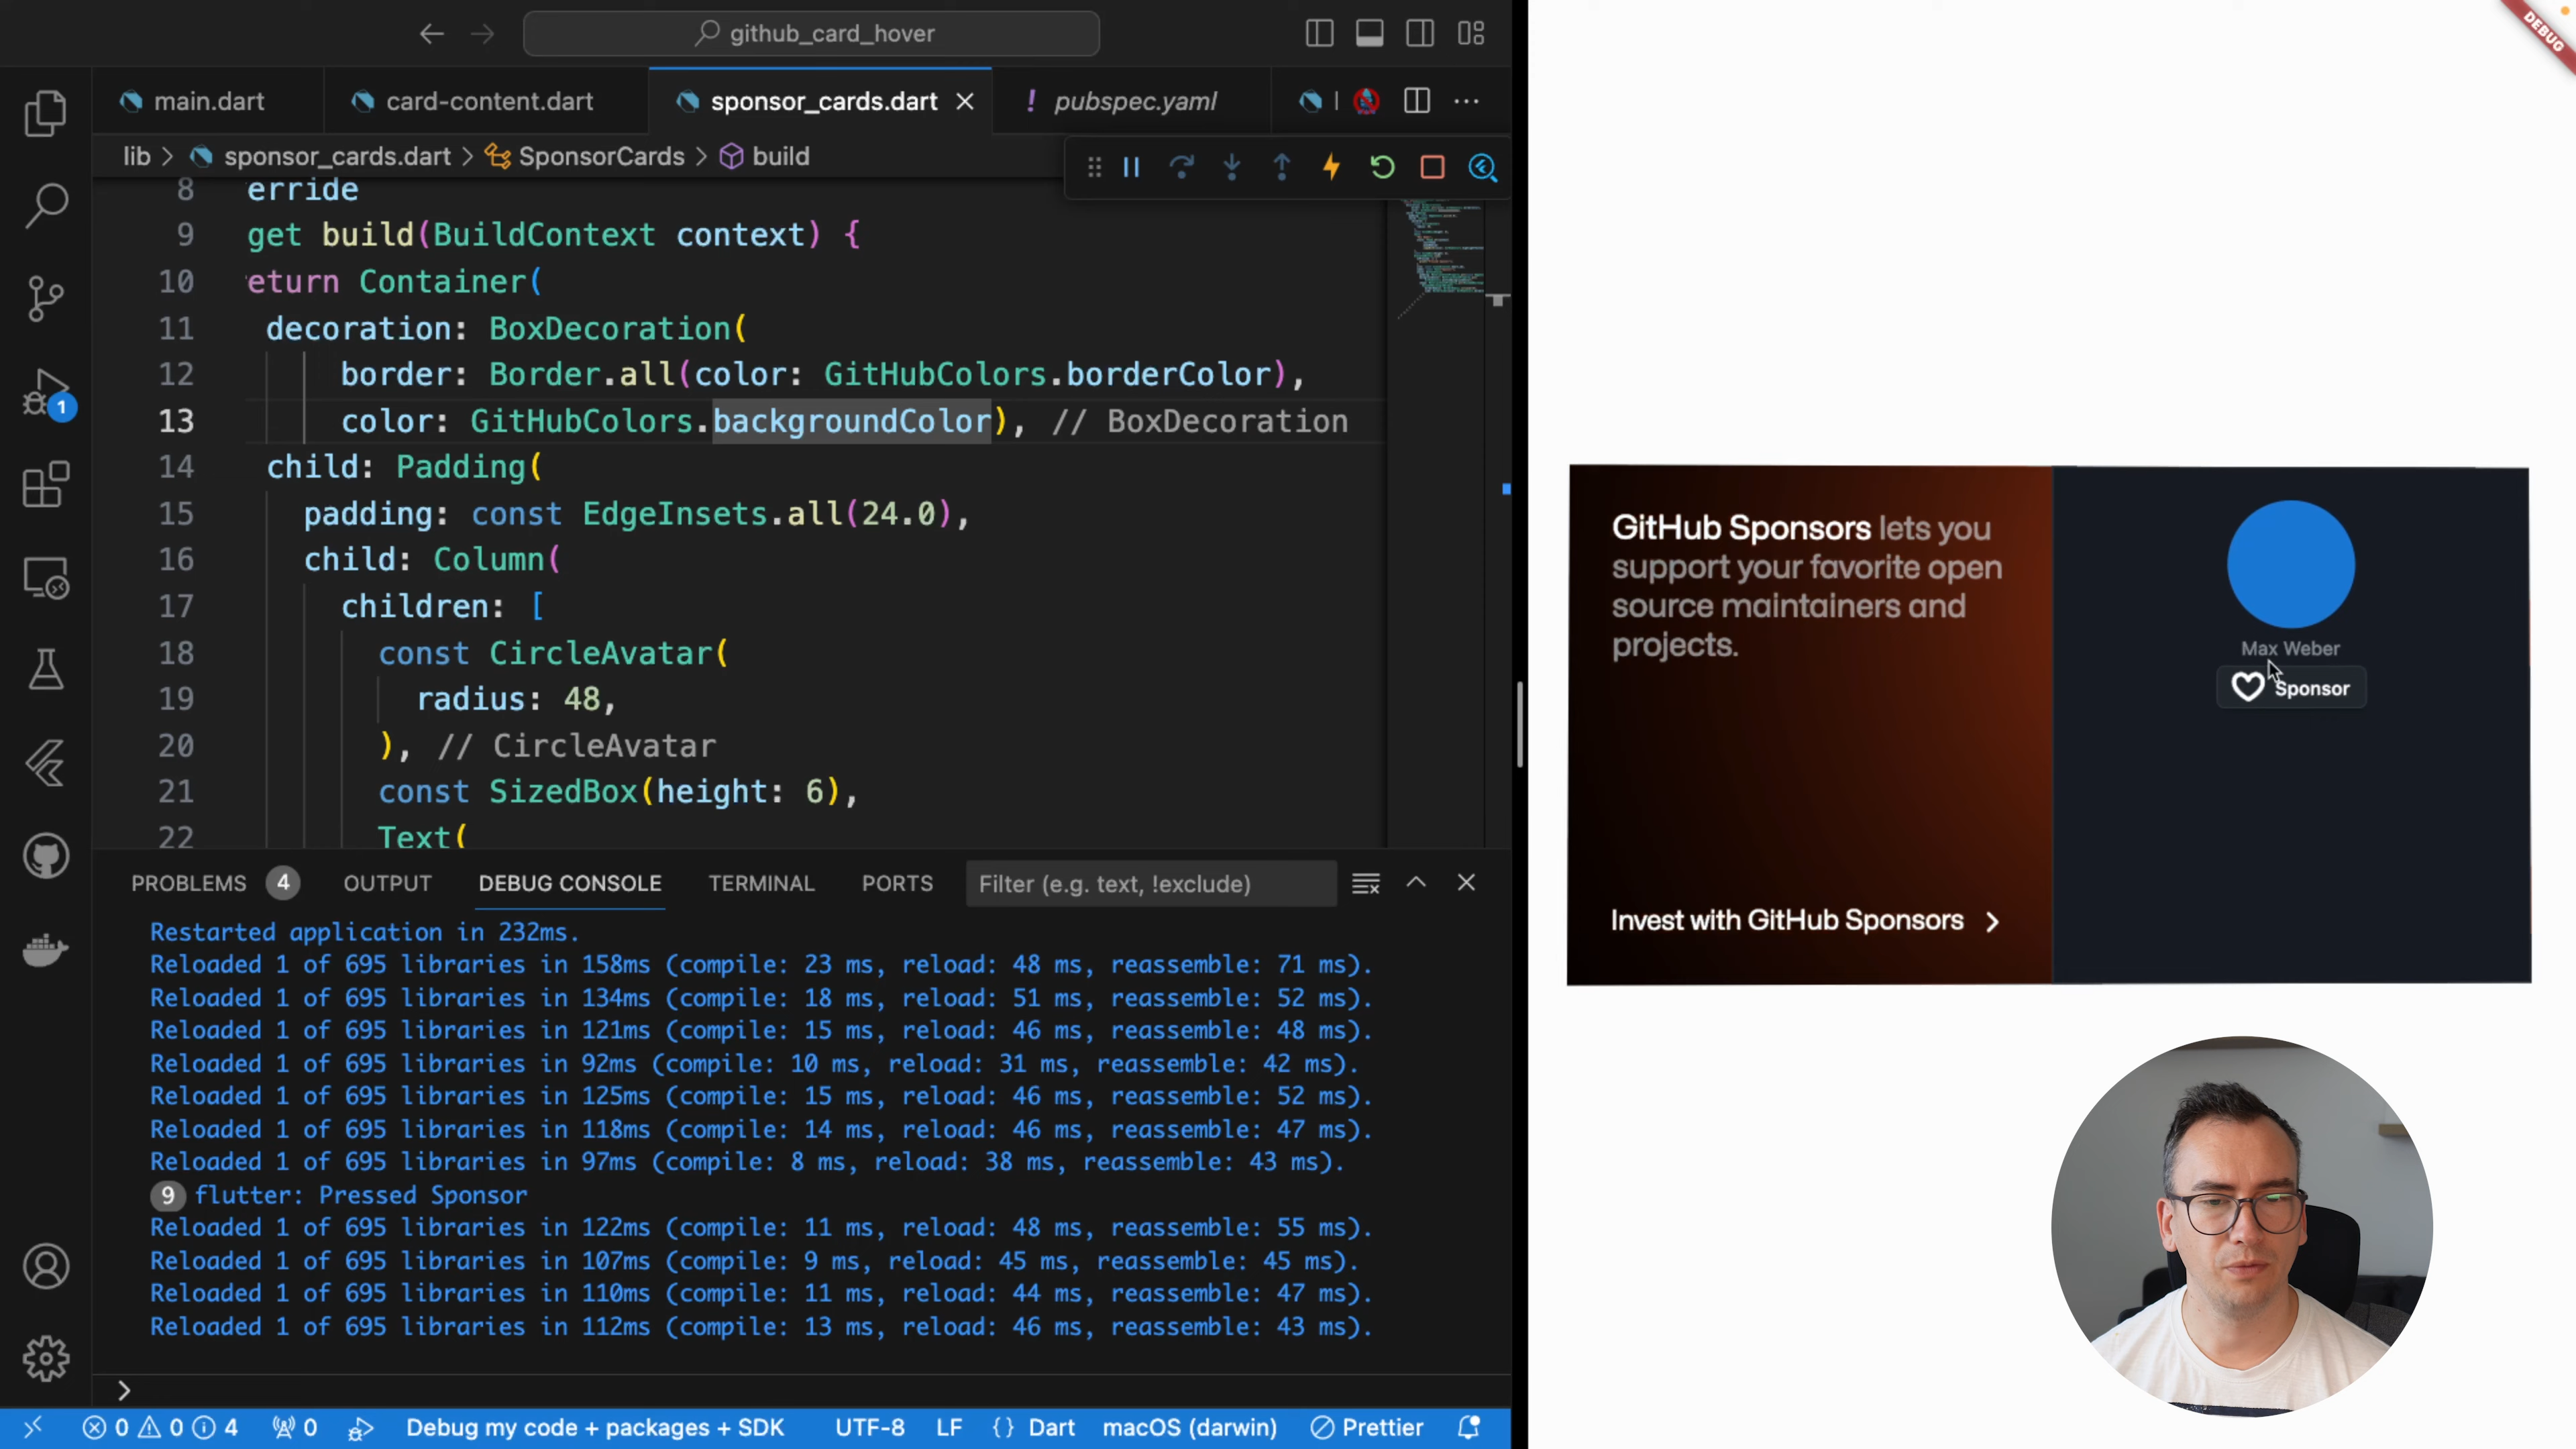 github_card_hover
main.dart
card-content.dart
sponsor_cards.dart
! pubspec.yaml
lib > sponsor_cards.dart > SponsorCards > build
8 erride
9 get build(BuildContext context) {
10 eturn Container(
11 decoration: BoxDecoration(
12 border: Border.all(color: GitHubColors.borderColor),
13 color: GitHubColors.backgroundColor), // BoxDecoration
14 child: Padding(
15 padding: const EdgeInsets.all(24.0),
16 child: Column(
17 children: [
18 const CircleAvatar(
19 radius: 48,
20 ), // CircleAvatar
21 const SizedBox(height: 6),
22 Text(
1
PROBLEMS 4 OUTPUT DEBUG CONSOLE TERMINAL PORTS Filter (e.g. text, !exclude)
Restarted application in 232ms.
Reloaded 1 of 695 libraries in 158ms (compile: 23 ms, reload: 48 ms, reassemble: 71 ms).
Reloaded 1 of 695 libraries in 134ms (compile: 18 ms, reload: 51 ms, reassemble: 52 ms).
Reloaded 1 of 695 libraries in 121ms (compile: 15 ms, reload: 46 ms, reassemble: 48 ms).
Reloaded 1 of 695 libraries in 92ms (compile: 10 ms, reload: 31 ms, reassemble: 42 ms).
Reloaded 1 of 695 libraries in 125ms (compile: 15 ms, reload: 46 ms, reassemble: 52 ms).
Reloaded 1 of 695 libraries in 118ms (compile: 14 ms, reload: 46 ms, reassemble: 47 ms).
Reloaded 1 of 695 libraries in 97ms (compile: 8 ms, reload: 38 ms, reassemble: 43 ms).
9 flutter: Pressed Sponsor
Reloaded 1 of 695 libraries in 122ms (compile: 11 ms, reload: 48 ms, reassemble: 55 ms).
Reloaded 1 of 695 libraries in 107ms (compile: 9 ms, reload: 45 ms, reassemble: 45 ms).
Reloaded 1 of 695 libraries in 110ms (compile: 11 ms, reload: 44 ms, reassemble: 47 ms).
Reloaded 1 of 695 libraries in 112ms (compile: 13 ms, reload: 46 ms, reassemble: 43 ms).
>
0 0 4 0 Debug my code + packages + SDK UTF-8 LF {} Dart macOS (darwin) Prettier
DEBUG
GitHub Sponsors lets you
support your favorite open
source maintainers and
projects.
Invest with GitHub Sponsors
Max Weber
Sponsor